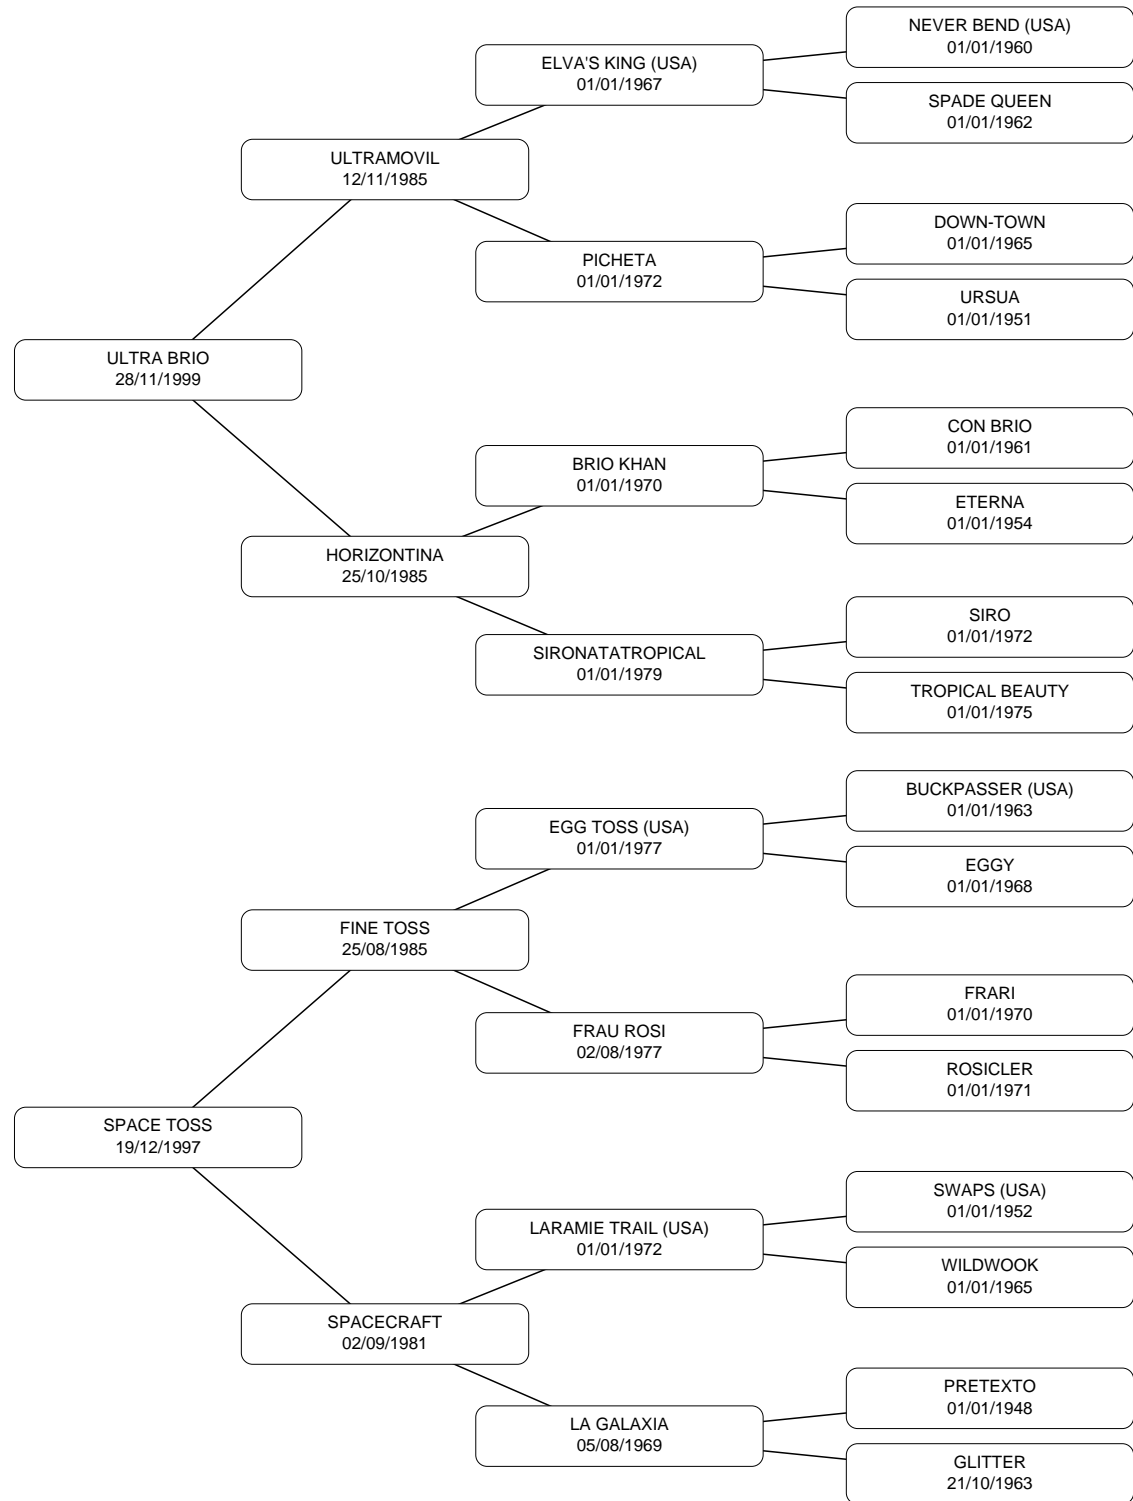 NEVER BEND (USA)
01/01/1960
ELVA'S KING (USA)
01/01/1967
SPADE QUEEN
01/01/1962
ULTRAMOVIL
12/11/1985
DOWN-TOWN
01/01/1965
PICHETA
01/01/1972
URSUA
01/01/1951
ULTRA BRIO
28/11/1999
CON BRIO
01/01/1961
BRIO KHAN
01/01/1970
ETERNA
01/01/1954
HORIZONTINA
25/10/1985
SIRO
01/01/1972
SIRONATATROPICAL
01/01/1979
TROPICAL BEAUTY
01/01/1975
BUCKPASSER (USA)
01/01/1963
EGG TOSS (USA)
01/01/1977
EGGY
01/01/1968
FINE TOSS
25/08/1985
FRARI
01/01/1970
FRAU ROSI
02/08/1977
ROSICLER
01/01/1971
SPACE TOSS
19/12/1997
SWAPS (USA)
01/01/1952
LARAMIE TRAIL (USA)
01/01/1972
WILDWOOK
01/01/1965
SPACECRAFT
02/09/1981
PRETEXTO
01/01/1948
LA GALAXIA
05/08/1969
GLITTER
21/10/1963